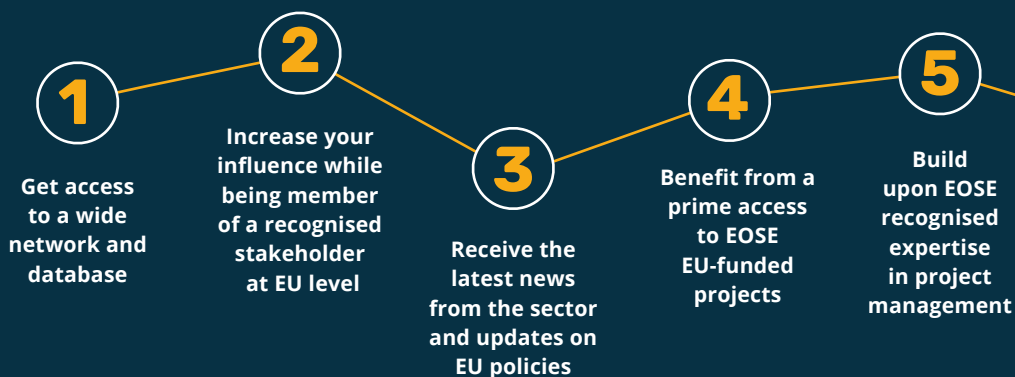 1
Get access
to a wide
network and
database
2
Increase your
influence while
being member
of a recognised
stakeholder
at EU level
3
Receive the
latest news
from the sector
and updates on
EU policies
4
Benefit from a
prime access
to EOSE
EU-funded
projects
5
Build
upon EOSE
recognised
expertise
in project
management